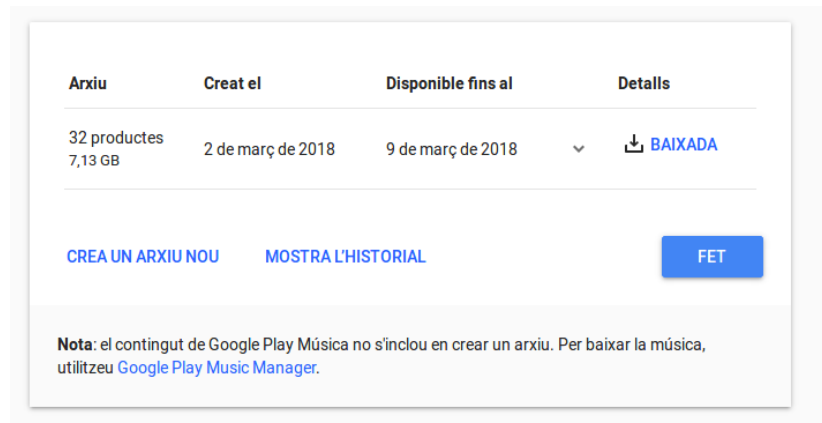 Arxiu Creat el Disponible fins al Detalls
32 productes
7,13 GB
2 de març de 2018 9 de març de 2018 BAIXADA
CREA UN ARXIU NOU MOSTRA L'HISTORIAL FET
Nota: el contingut de Google Play Música no s'inclou en crear un arxiu. Per baixar la música,
utilitzeu Google Play Music Manager.